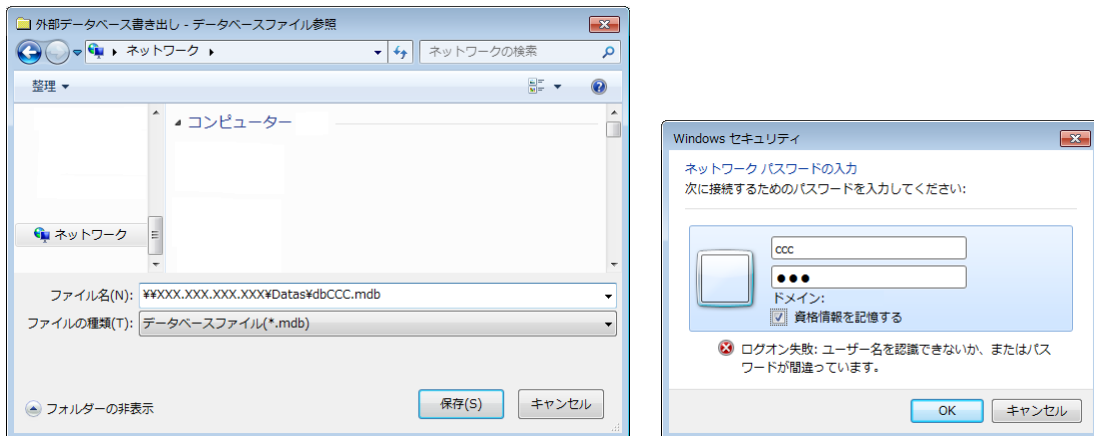 外部データベース書き出し - データベースファイル参照
ネットワーク
ネットワークの検索
整理
コンピューター
ネットワーク
ファイル名(N): ¥¥XXX.XXX.XXX.XXX¥Datas¥dbCCC.mdb
ファイルの種類(T): データベースファイル(*.mdb)
フォルダーの非表示
保存(S)
キャンセル
Windows セキュリティ
ネットワーク パスワードの入力
次に接続するためのパスワードを入力してください:
ccc
●●●
ドメイン:
資格情報を記憶する
ログオン失敗: ユーザー名を認識できないか、またはパス
ワードが間違っています。
OK
キャンセル